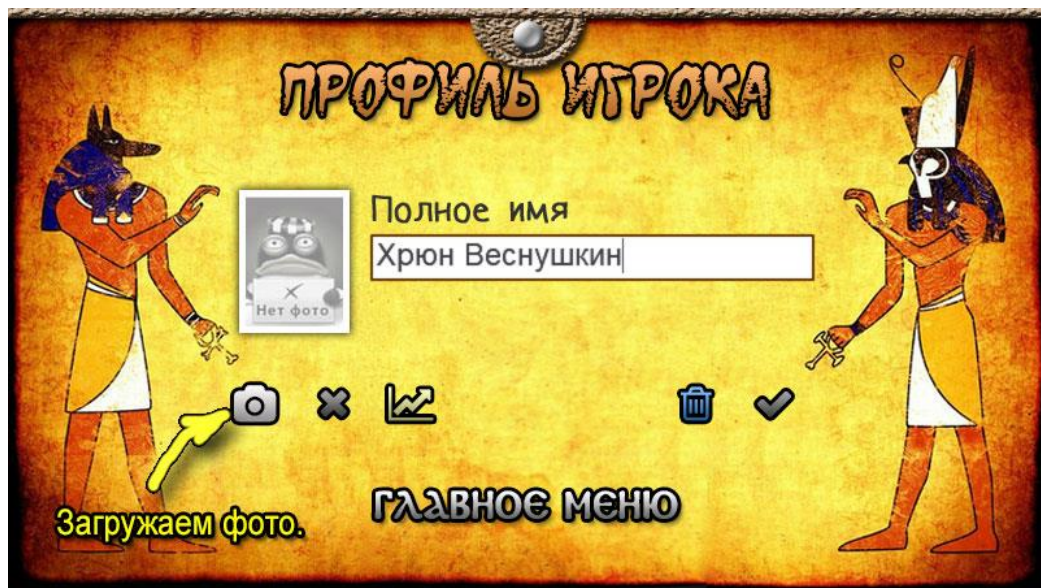 ПРОФИЛЬ ИГРОКА
Полное имя
Хрюн Веснушкин
Нет фото
Загружаем фото.
ГЛАВНОЕ МЕНЮ